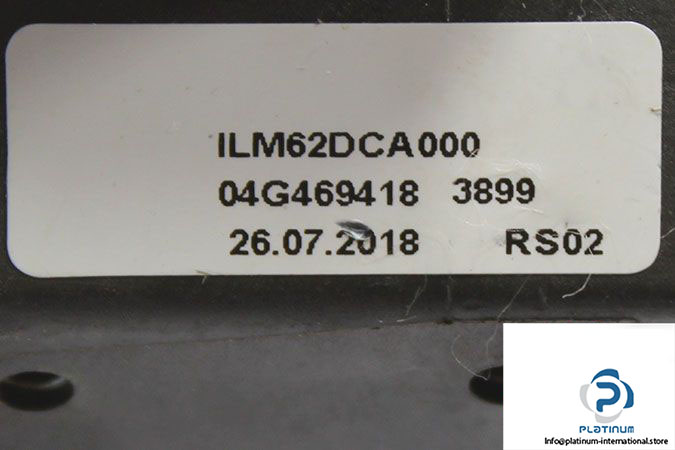 ILM62DCA000
04G469418 3899
26.07.2018 RS02
PLATINUM
Info@platinum-international.store